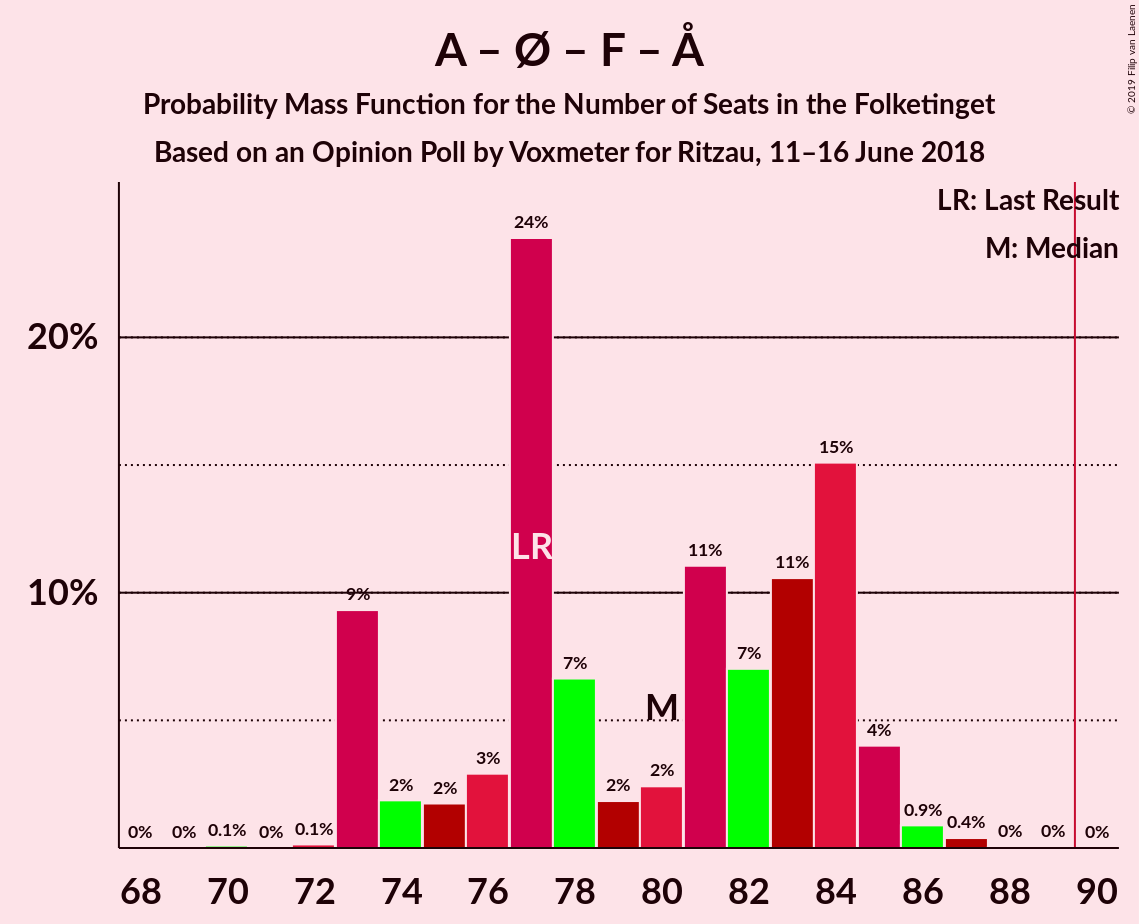 A – Ø – F – Å
Probability Mass Function for the Number of Seats in the Folketinget
Based on an Opinion Poll by Voxmeter for Ritzau, 11–16 June 2018
© 2019 Filip van Laenen
LR: Last Result
M: Median
20%
10%
0%
0%
0.1%
0%
0.1%
9%
2%
2%
3%
24%
LR
7%
2%
2%
M
11%
7%
11%
15%
4%
0.9%
0.4%
0%
0%
0%
68 70 72 74 76 78 80 82 84 86 88 90